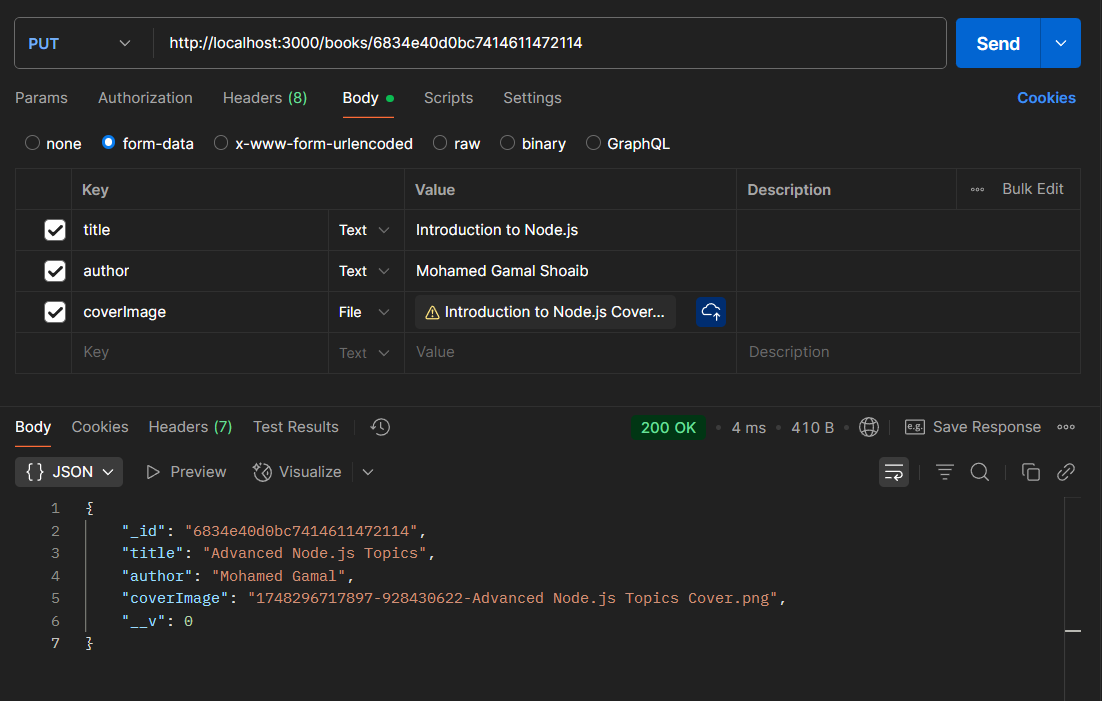 PUT http://localhost:3000/books/6834e40d0bc7414611472114 Send
Params Authorization Headers (8) Body Scripts Settings Cookies
none form-data x-www-form-urlencoded raw binary GraphQL
Key Value Description Bulk Edit
title Text Introduction to Node.js
author Text Mohamed Gamal Shoaib
coverImage File Introduction to Node.js Cover...
Key Text Value Description
Body Cookies Headers (7) Test Results 200 OK 4 ms 410 B e.g. Save Response
{} JSON Preview Visualize
1 {
2 "_id": "6834e40d0bc7414611472114",
3 "title": "Advanced Node.js Topics",
4 "author": "Mohamed Gamal",
5 "coverImage": "1748296717897-928430622-Advanced Node.js Topics Cover.png",
6 "__v": 0
7 }